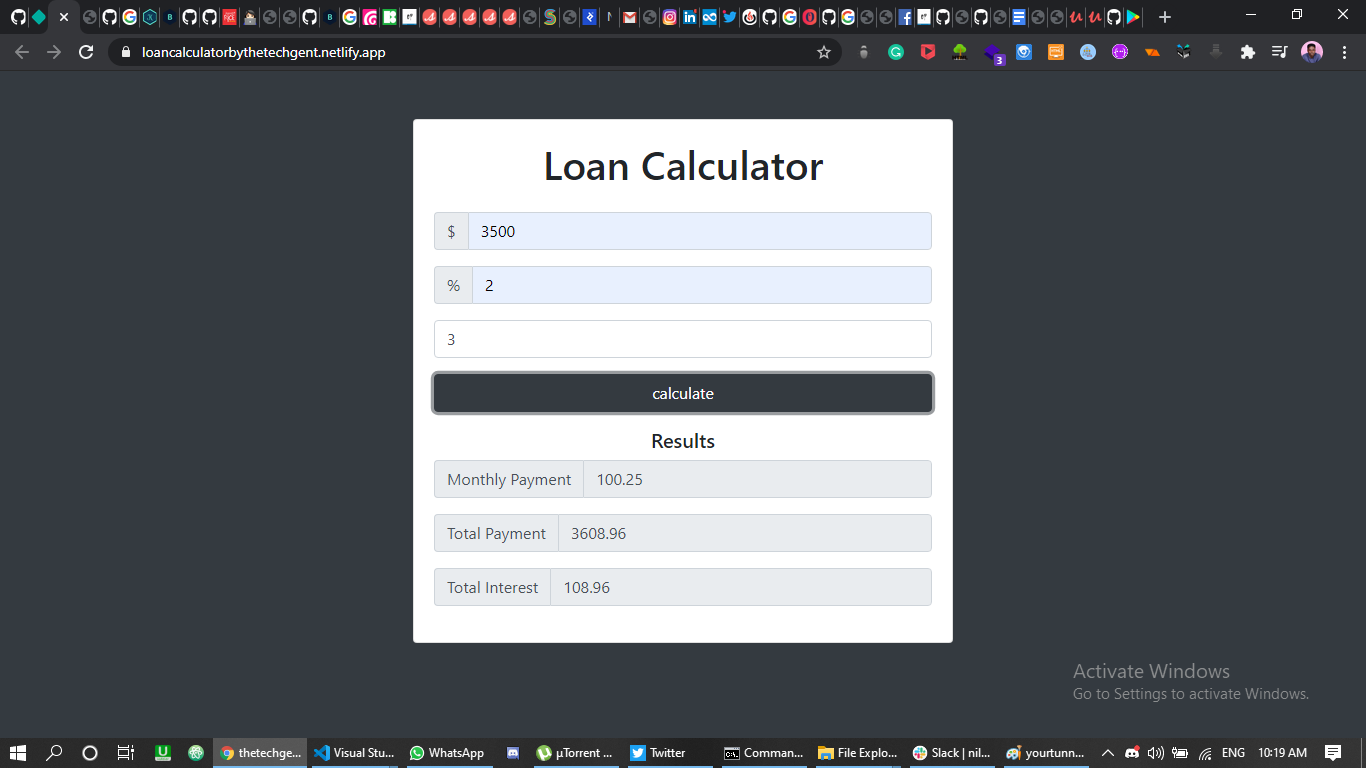 loancalculatorbythetechgent.netlify.app
3
Loan Calculator
$ 3500
% 2
3
calculate
Results
Monthly Payment 100.25
Total Payment 3608.96
Total Interest 108.96
Activate Windows
Go to Settings to activate Windows.
thetechge... Visual Stu... WhatsApp µTorrent ... Twitter Comman... File Explo... Slack | nil... yourtunn... ENG 10:19 AM